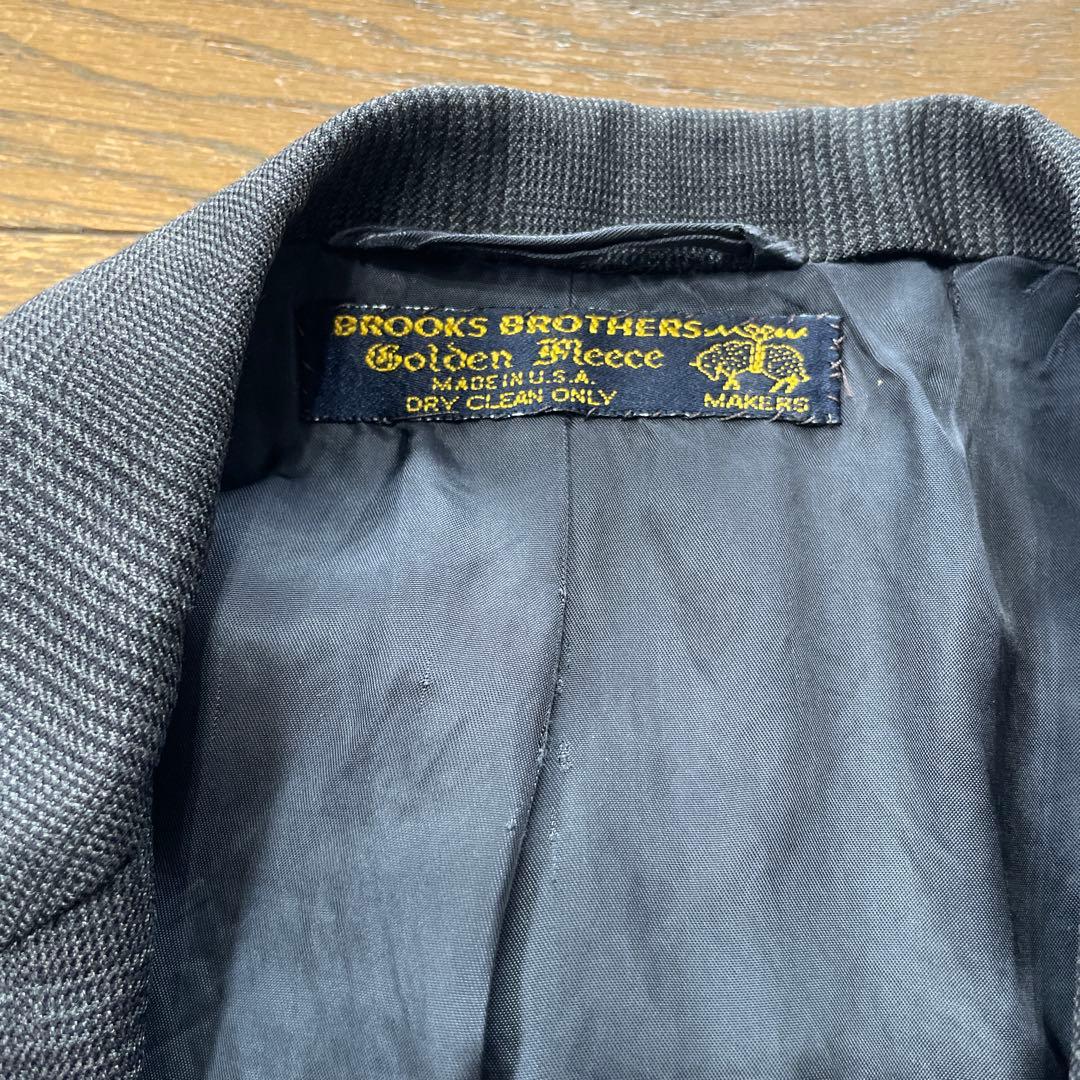 BROOKS BROTHERS
Golden Fleece
MADE IN U.S.A.
DRY CLEAN ONLY
MAKERS